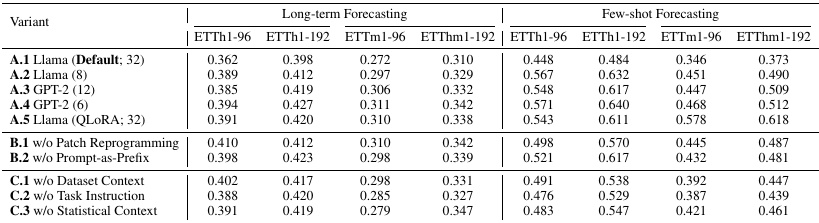 Variant Long-term Forecasting Few-shot Forecasting
ETTh1-96 ETTh1-192 ETTm1-96 ETThm1-192 ETTh1-96 ETTh1-192 ETTm1-96 ETThm1-192
A.1 Llama (Default; 32) 0.362 0.398 0.272 0.310 0.448 0.484 0.346 0.373
A.2 Llama (8) 0.389 0.412 0.297 0.329 0.567 0.632 0.451 0.490
A.3 GPT-2 (12) 0.385 0.419 0.306 0.332 0.548 0.617 0.447 0.509
A.4 GPT-2 (6) 0.394 0.427 0.311 0.342 0.571 0.640 0.468 0.512
A.5 Llama (QLoRA; 32) 0.391 0.420 0.310 0.338 0.543 0.611 0.578 0.618
B.1 w/o Patch Reprogramming 0.410 0.412 0.310 0.342 0.498 0.570 0.445 0.487
B.2 w/o Prompt-as-Prefix 0.398 0.423 0.298 0.339 0.521 0.617 0.432 0.481
C.1 w/o Dataset Context 0.402 0.417 0.298 0.331 0.491 0.538 0.392 0.447
C.2 w/o Task Instruction 0.388 0.420 0.285 0.327 0.476 0.529 0.387 0.439
C.3 w/o Statistical Context 0.391 0.419 0.279 0.347 0.483 0.547 0.421 0.461